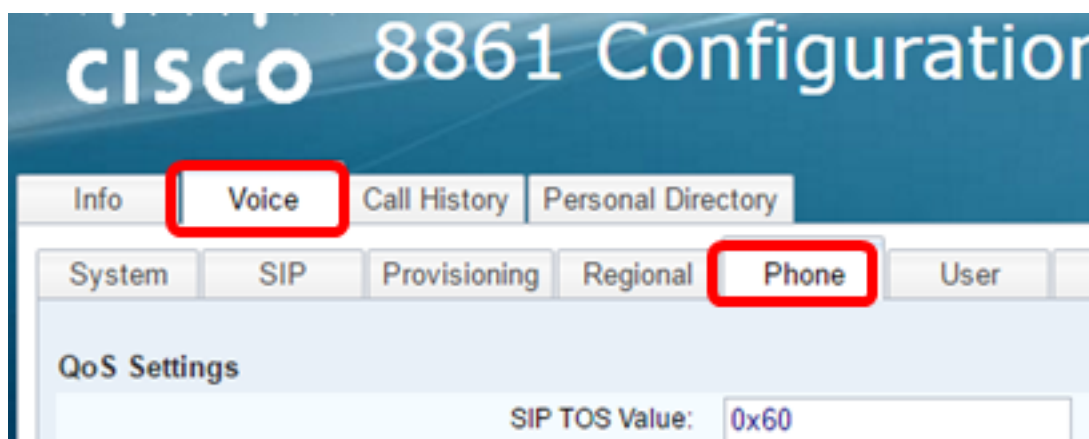 CISCO 8861 Configuration
Info Voice Call History Personal Directory
System SIP Provisioning Regional Phone User
QoS Settings
SIP TOS Value: 0x60